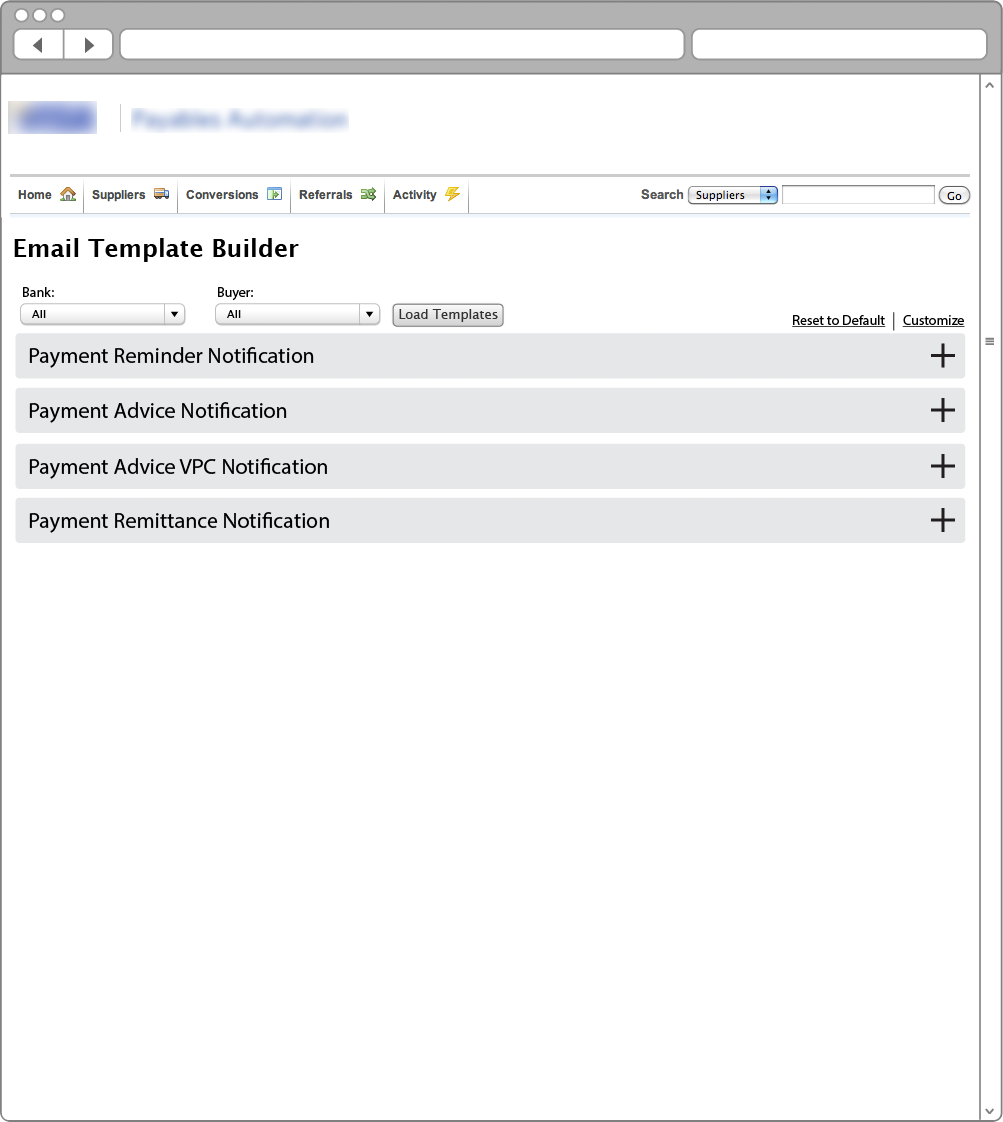 Home Suppliers Conversions Referrals Activity Search Suppliers Go
Email Template Builder
Bank: Buyer:
All All Load Templates Reset to Default | Customize
Payment Reminder Notification
Payment Advice Notification
Payment Advice VPC Notification
Payment Remittance Notification